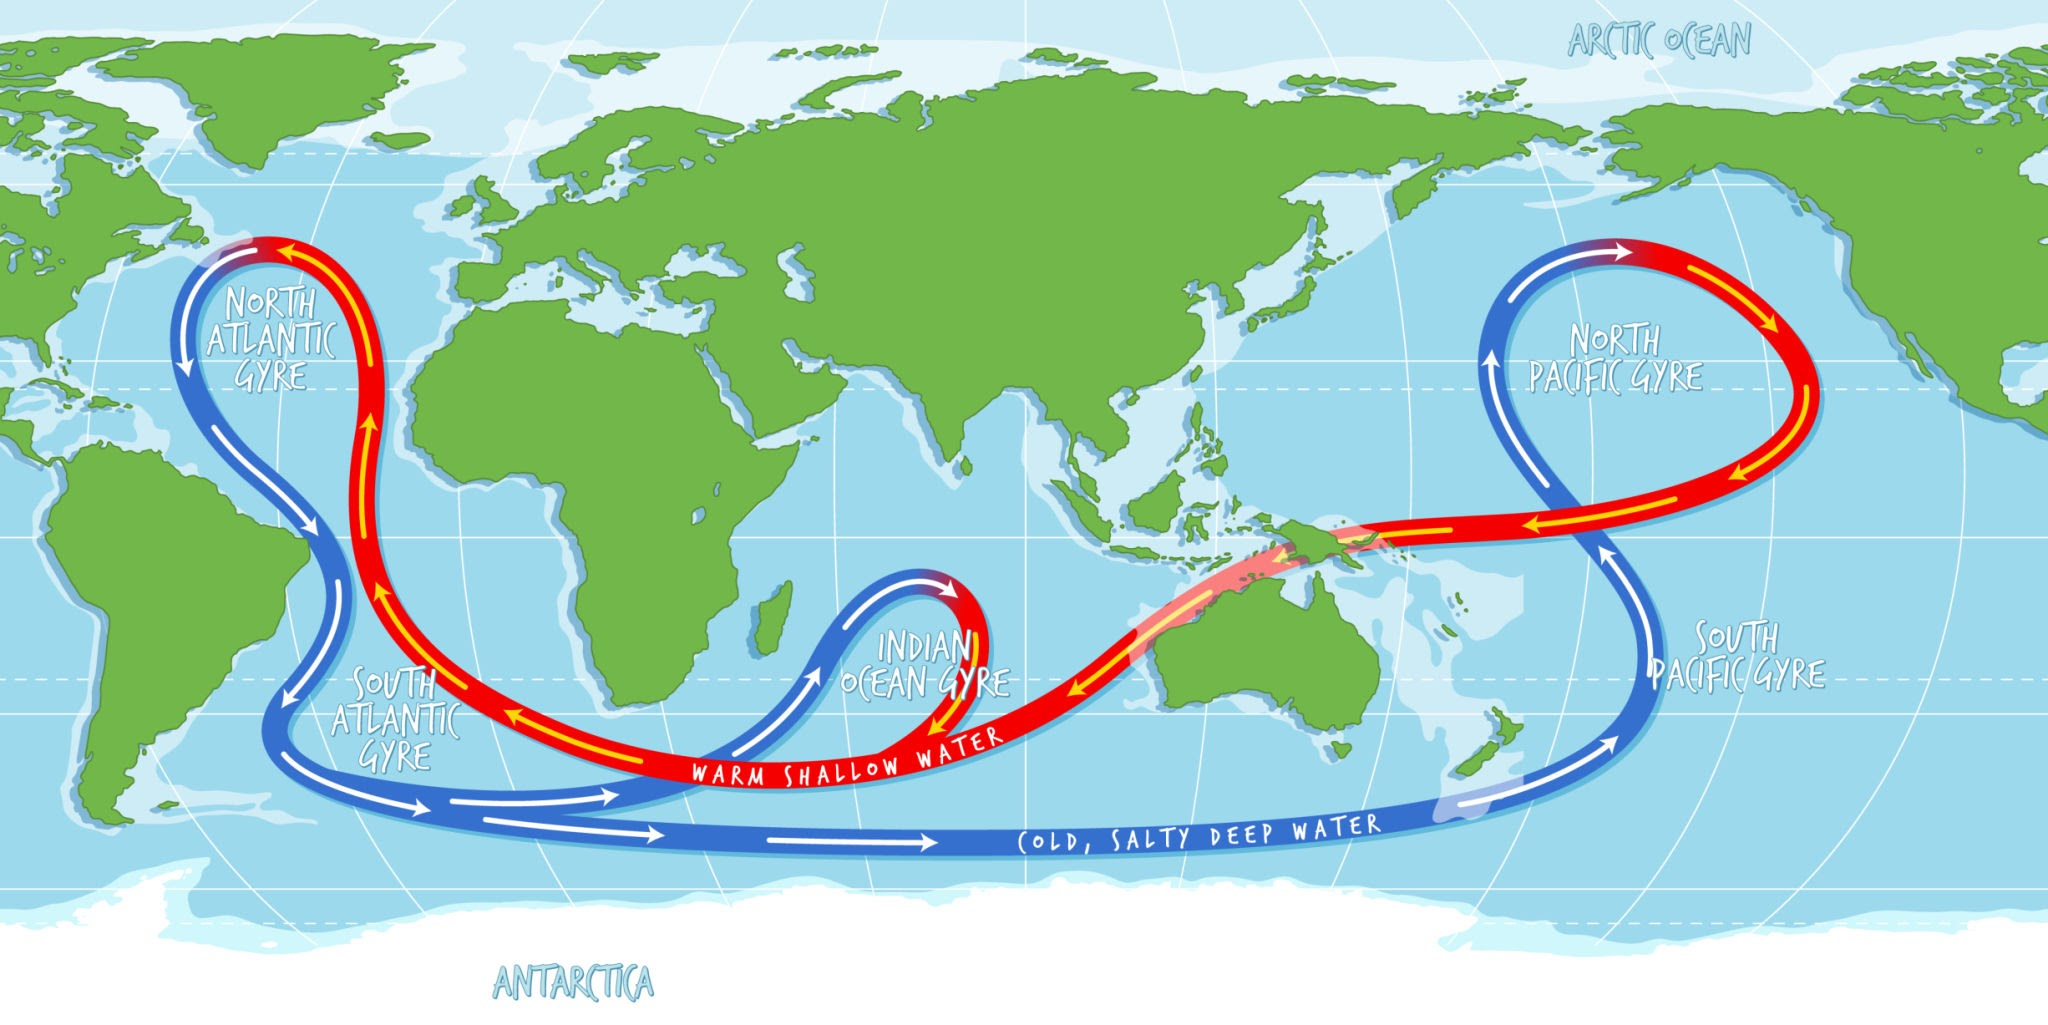 ARCTIC OCEAN
NORTH
ATLANTIC
GYRE
NORTH
PACIFIC GYRE
INDIAN
OCEAN GYRE
SOUTH
PACIFIC GYRE
SOUTH
ATLANTIC
GYRE
WARM SHALLOW WATER
COLD, SALTY DEEP WATER
ANTARCTICA